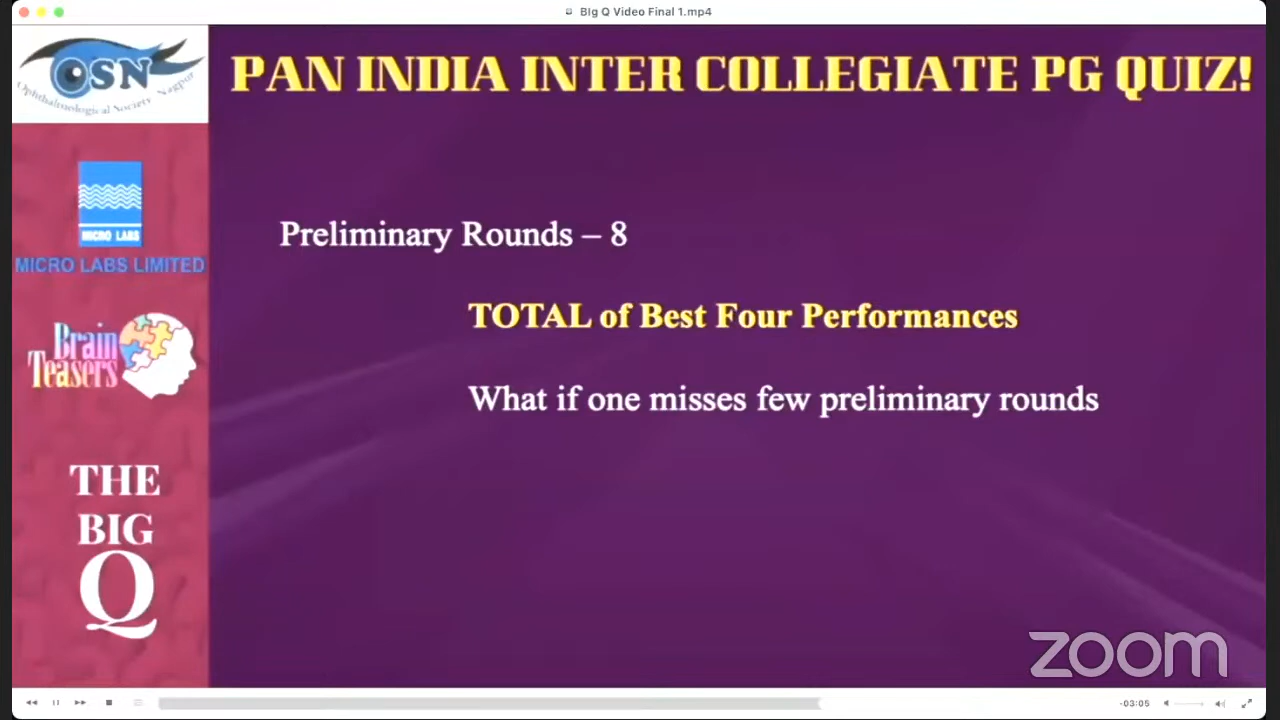 BIg Q Video Final 1.mp4
OSN
Ophthalmological Society Nagpur
PAN INDIA INTER COLLEGIATE PG QUIZ!
MICRO LABS
MICRO LABS LIMITED
Brain
Teasers
THE
BIG
Q
Preliminary Rounds – 8
TOTAL of Best Four Performances
What if one misses few preliminary rounds
zoom
-03:05